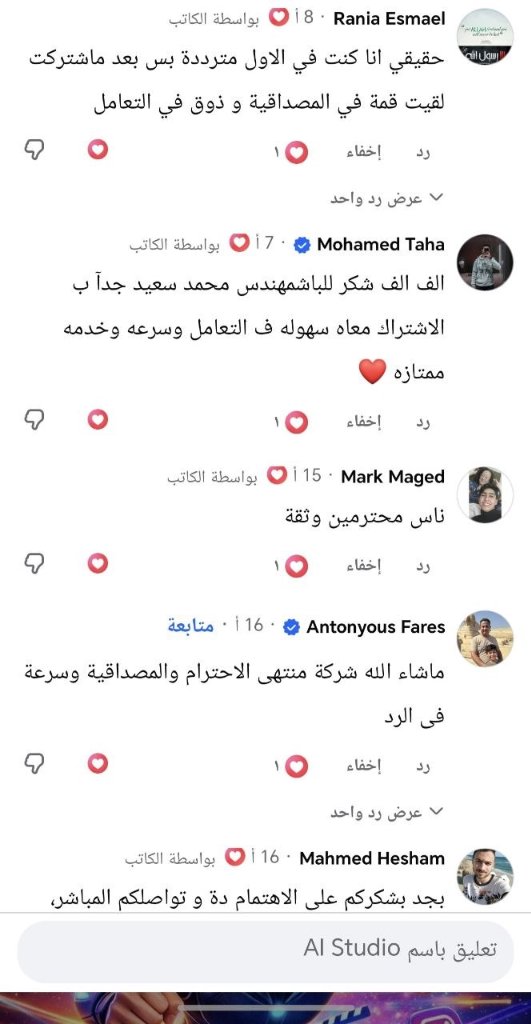 Rania Esmael · 8 أ بواسطة الكاتب
حقيقي انا كنت في الاول مترددة بس بعد ماشتركت
لقيت قمة في المصداقية و ذوق في التعامل
رد إخفاء ١
عرض رد واحد
Mohamed Taha · 7 أ بواسطة الكاتب
الف الف شكر للباشمهندس محمد سعيد جدآ ب
الاشتراك معاه سهوله ف التعامل وسرعه وخدمه
ممتازه ❤️
رد إخفاء ١
Mark Maged · 15 أ بواسطة الكاتب
ناس محترمين وثقة
رد إخفاء ١
Antonyous Fares · 16 أ · متابعة
ماشاء الله شركة منتهى الاحترام والمصداقية وسرعة
فى الرد
رد إخفاء ١
عرض رد واحد
Mahmed Hesham · 16 أ بواسطة الكاتب
بجد بشكركم على الاهتمام دة و تواصلكم المباشر،
تعليق باسم AI Studio